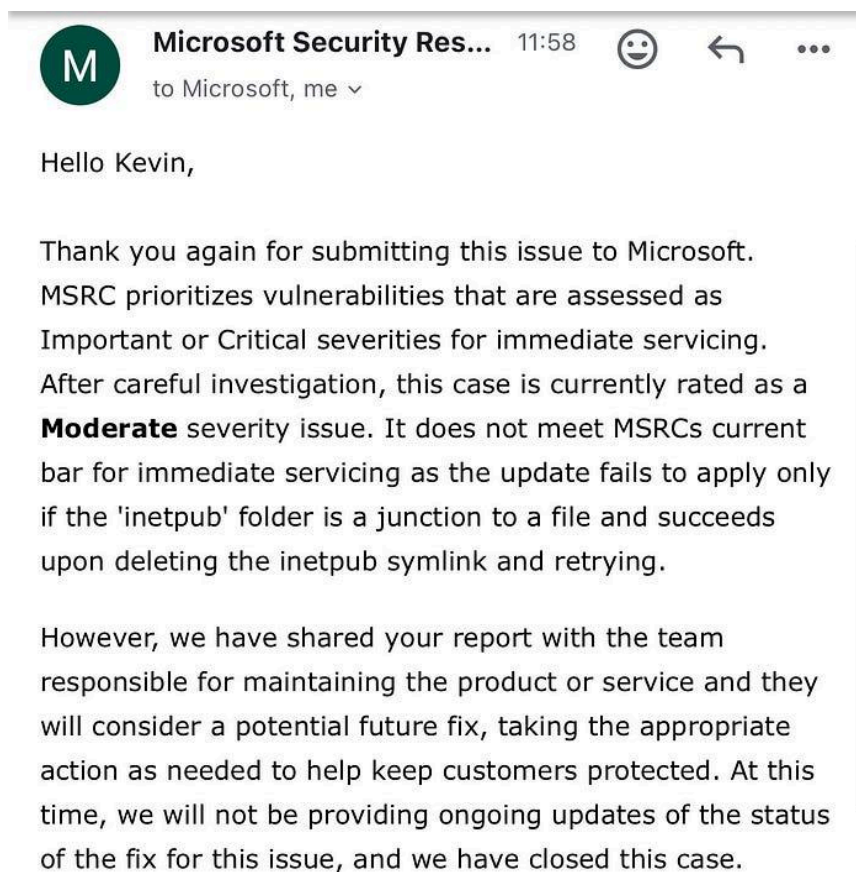 M
Microsoft Security Res... 11:58
to Microsoft, me
Hello Kevin,
Thank you again for submitting this issue to Microsoft.
MSRC prioritizes vulnerabilities that are assessed as
Important or Critical severities for immediate servicing.
After careful investigation, this case is currently rated as a
Moderate severity issue. It does not meet MSRCs current
bar for immediate servicing as the update fails to apply only
if the 'inetpub' folder is a junction to a file and succeeds
upon deleting the inetpub symlink and retrying.
However, we have shared your report with the team
responsible for maintaining the product or service and they
will consider a potential future fix, taking the appropriate
action as needed to help keep customers protected. At this
time, we will not be providing ongoing updates of the status
of the fix for this issue, and we have closed this case.